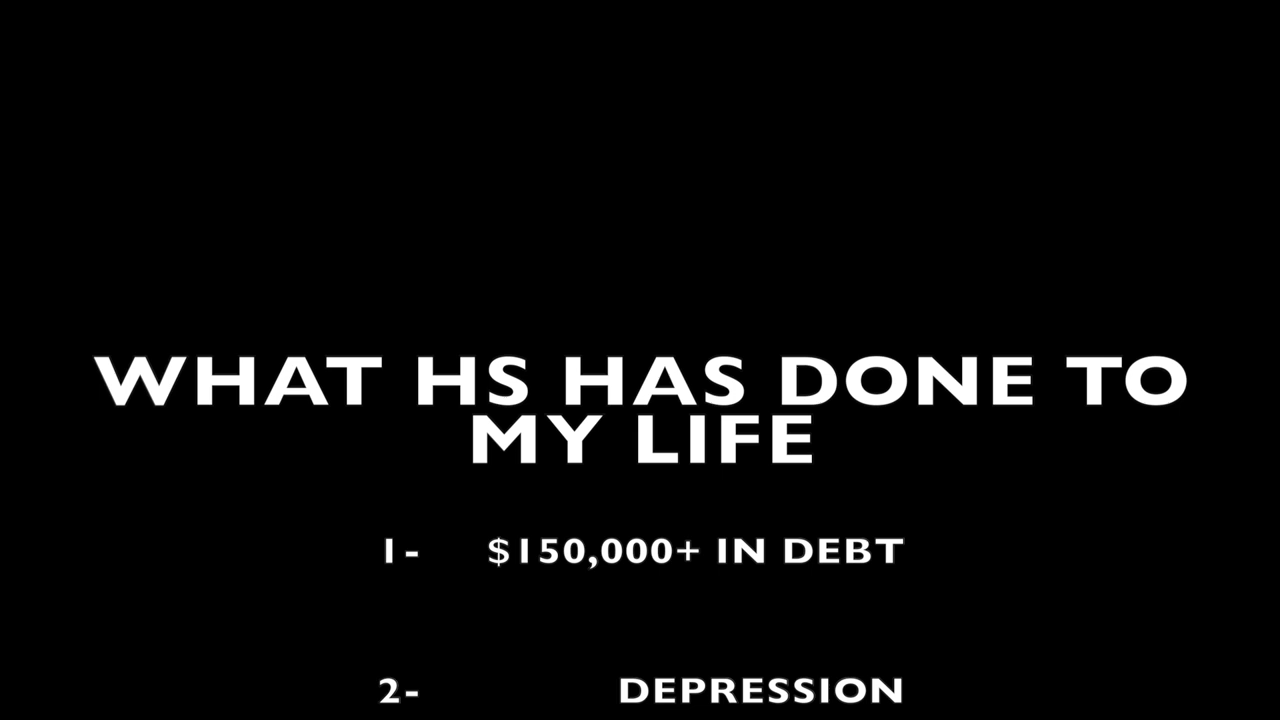 WHAT HS HAS DONE TO
MY LIFE
1- $150,000+ IN DEBT
2- DEPRESSION